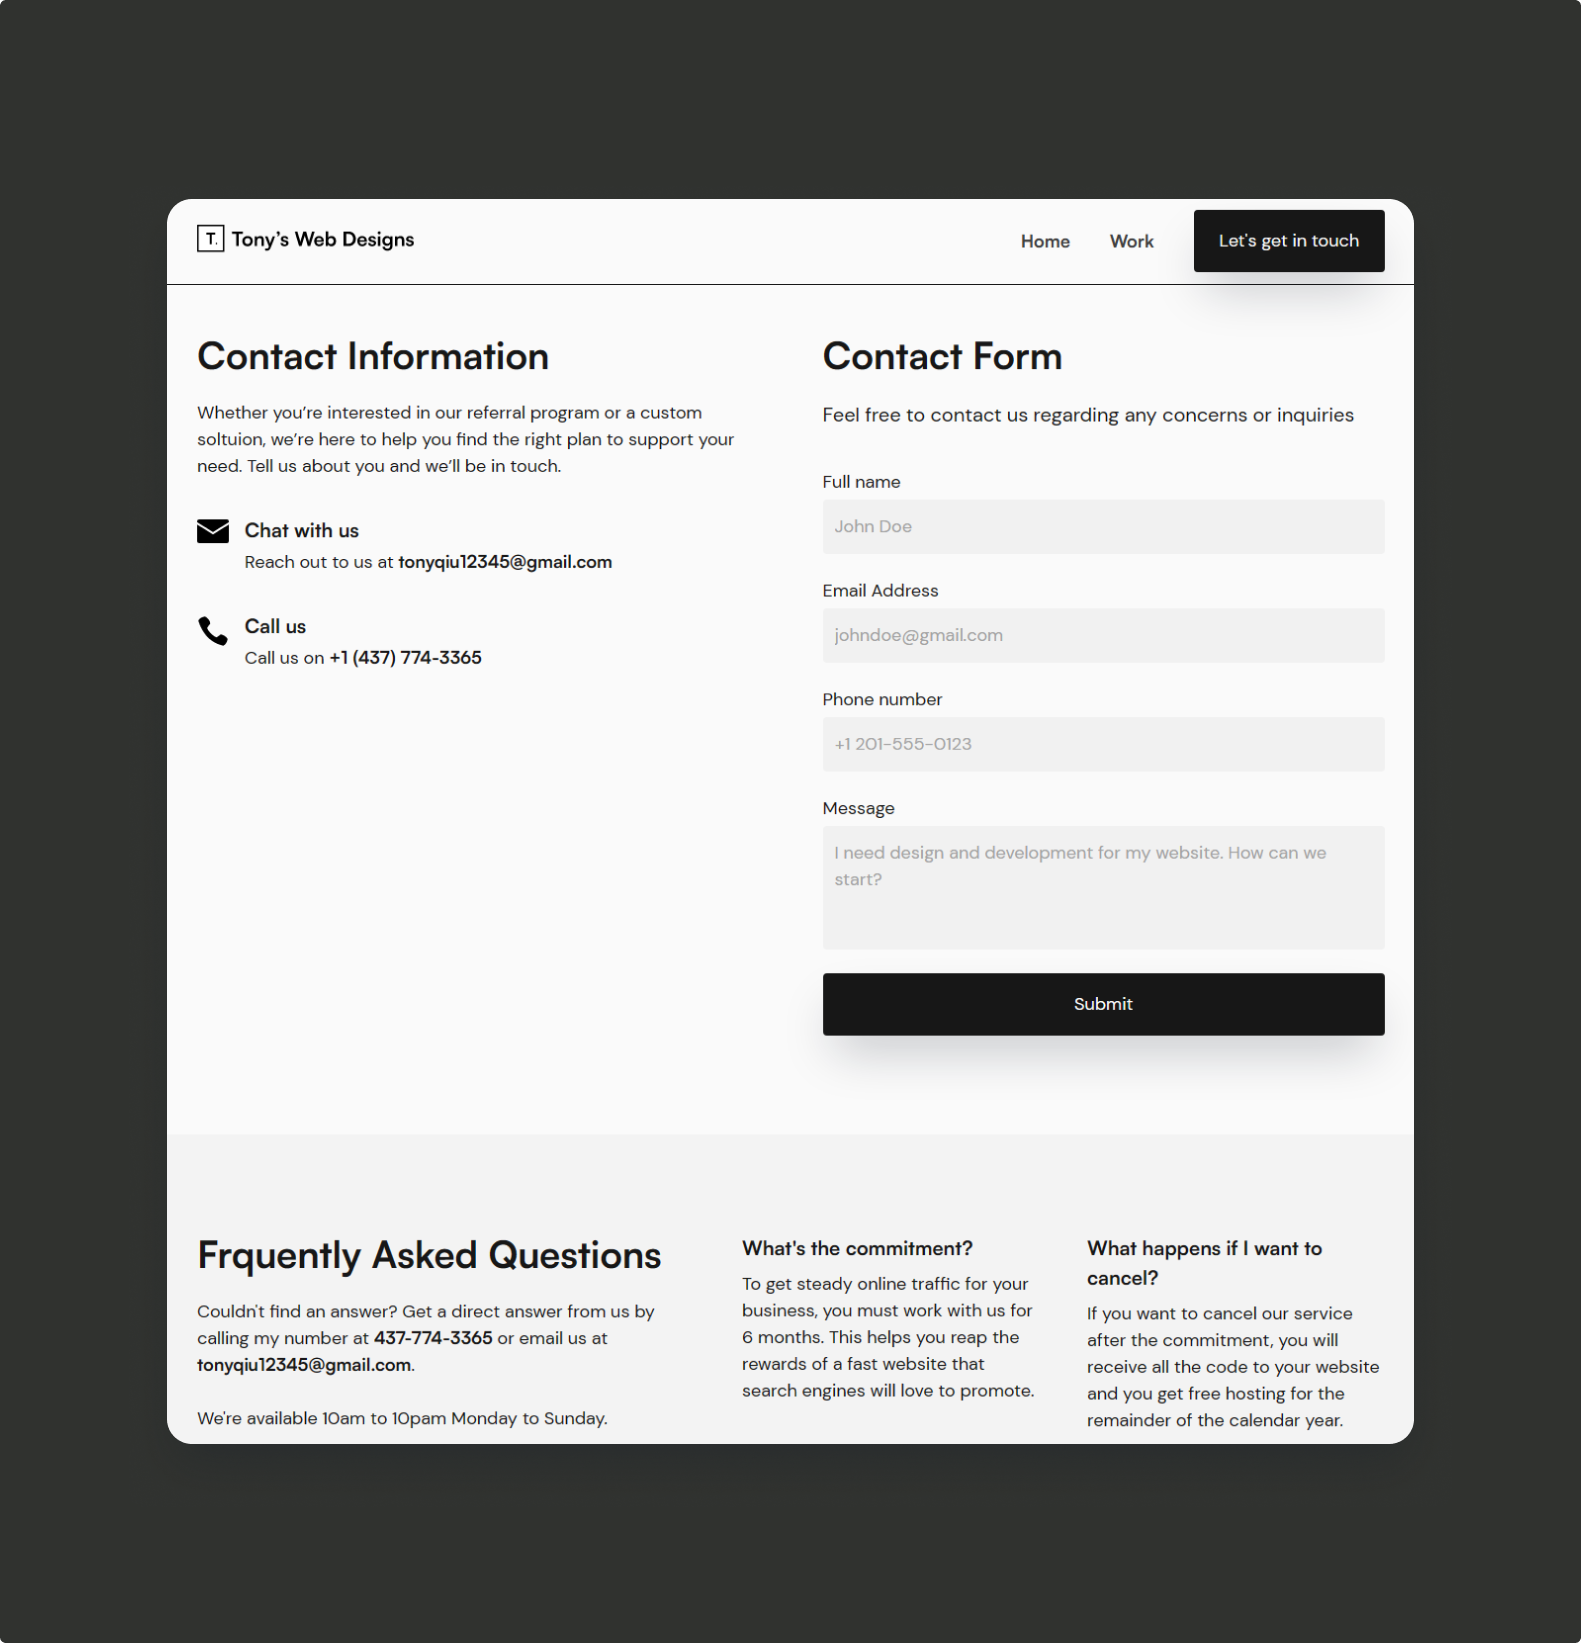 T. Tony’s Web Designs
Home Work Let's get in touch
Contact Information
Whether you’re interested in our referral program or a custom
soltuion, we’re here to help you find the right plan to support your
need. Tell us about you and we’ll be in touch.
Chat with us
Reach out to us at tonyqiu12345@gmail.com
Call us
Call us on +1 (437) 774-3365
Contact Form
Feel free to contact us regarding any concerns or inquiries
Full name
John Doe
Email Address
johndoe@gmail.com
Phone number
+1 201-555-0123
Message
I need design and development for my website. How can we
start?
Submit
Frquently Asked Questions
Couldn't find an answer? Get a direct answer from us by
calling my number at 437-774-3365 or email us at
tonyqiu12345@gmail.com.
We're available 10am to 10pam Monday to Sunday.
What's the commitment?
To get steady online traffic for your
business, you must work with us for
6 months. This helps you reap the
rewards of a fast website that
search engines will love to promote.
What happens if I want to
cancel?
If you want to cancel our service
after the commitment, you will
receive all the code to your website
and you get free hosting for the
remainder of the calendar year.